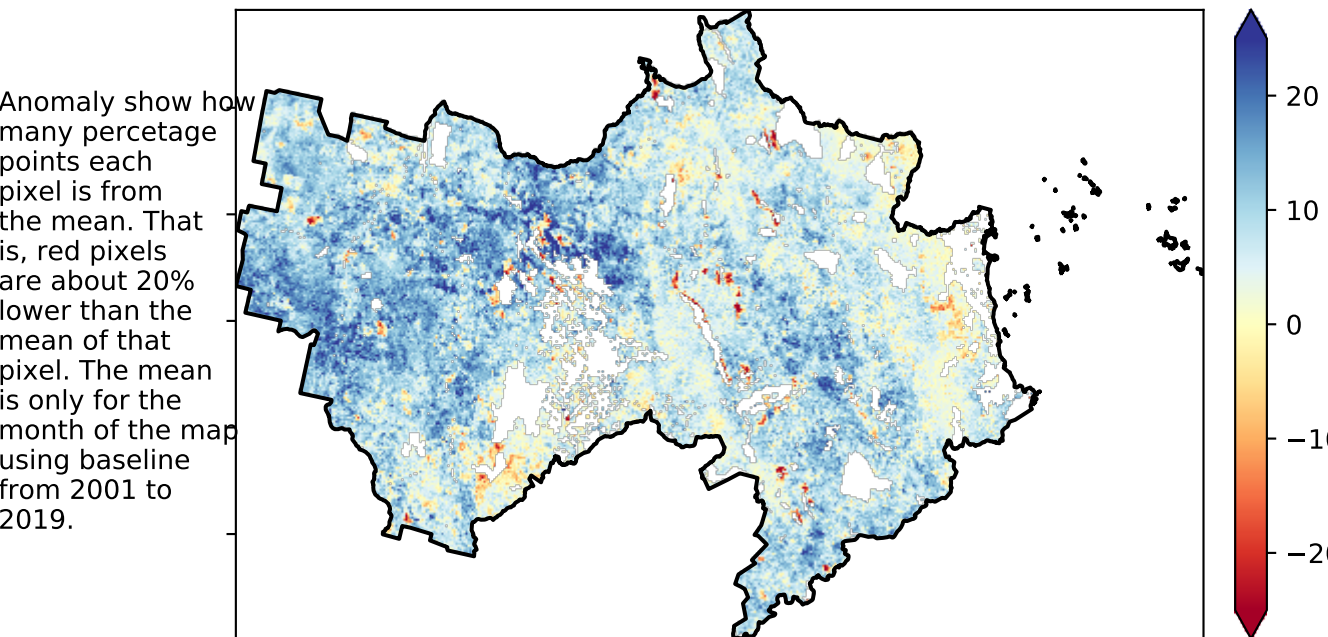 Anomaly show how
many percetage
points each
pixel is from
the mean. That
is, red pixels
are about 20%
lower than the
mean of that
pixel. The mean
is only for the
month of the map
using baseline
from 2001 to
2019.
20
10
0
−10
−20